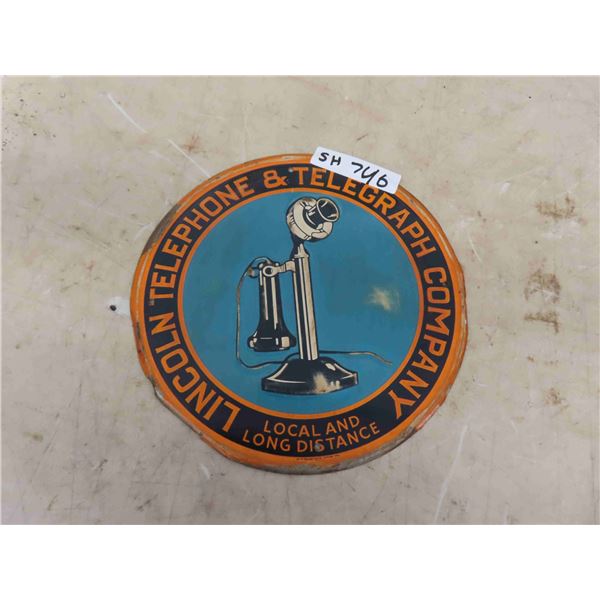 SH 746
LINCOLN TELEPHONE & TELEGRAPH COMPANY
LOCAL AND
LONG DISTANCE